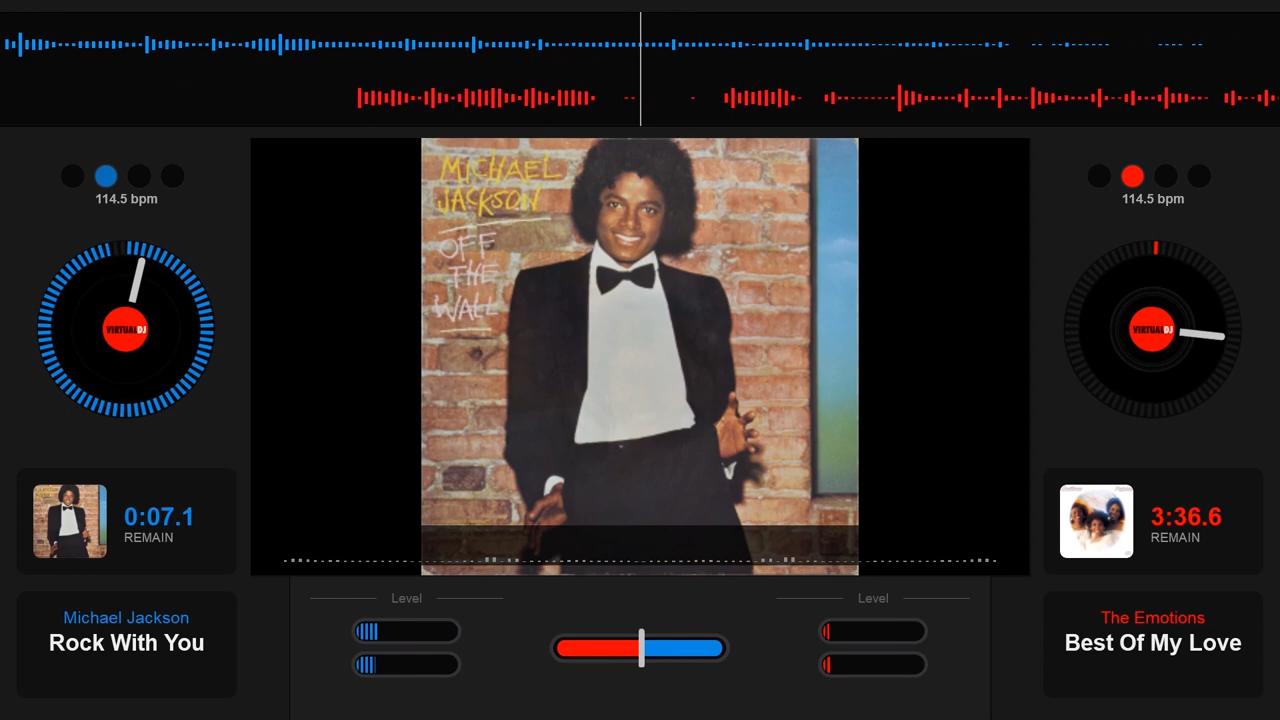 114.5 bpm
114.5 bpm
MICHAEL
JACKSON
OFF
THE
WALL
VIRTUALDJ
VIRTUALDJ
0:07.1
REMAIN
3:36.6
REMAIN
Michael Jackson
Rock With You
Level
Level
The Emotions
Best Of My Love